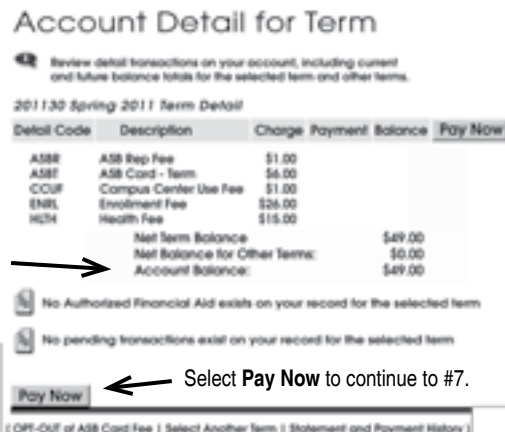 Account Detail for Term
Review detail transactions on your account, including current
and future balance totals for the selected term and other terms.
201130 Spring 2011 Term Detail
Detail Code Description Charge Payment Balance Pay Now
ASBR ASB Rep Fee $1.00
ASBT ASB Card - Term $6.00
CCUF Campus Center Use Fee $1.00
ENRL Enrollment Fee $26.00
HLTH Health Fee $15.00
Net Term Balance $49.00
Net Balance for Other Terms: $0.00
Account Balance: $49.00
No Authorized Financial Aid exists on your record for the selected term
No pending transactions exist on your record for the selected term
Select Pay Now to continue to #7.
Pay Now
[ OPT-OUT of ASB Card Fee | Select Another Term | Statement and Payment History ]